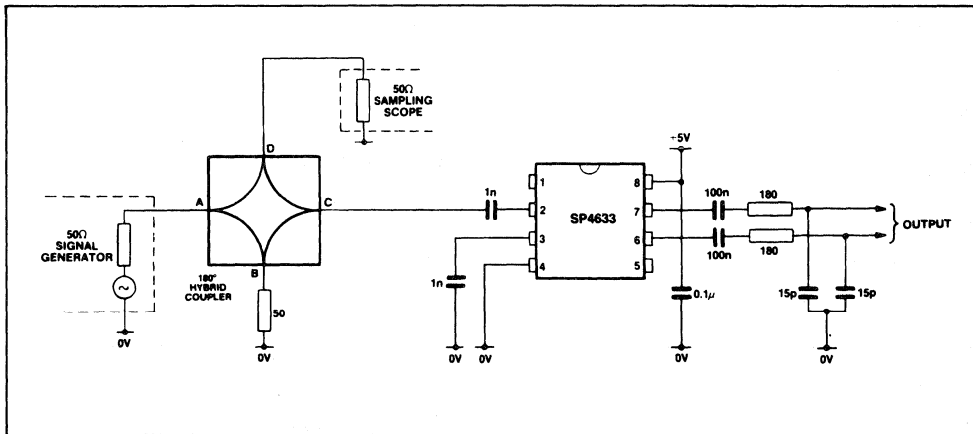 D
50Ω
SAMPLING
SCOPE
+5V
A
C
1n
1
8
100n
180
2
SP4633
7
OUTPUT
50Ω
SIGNAL
GENERATOR
3
6
B
180°
HYBRID
COUPLER
4
5
100n
180
1n
50
0.1μ
15p
15p
0V
0V
0V
0V
0V
0V